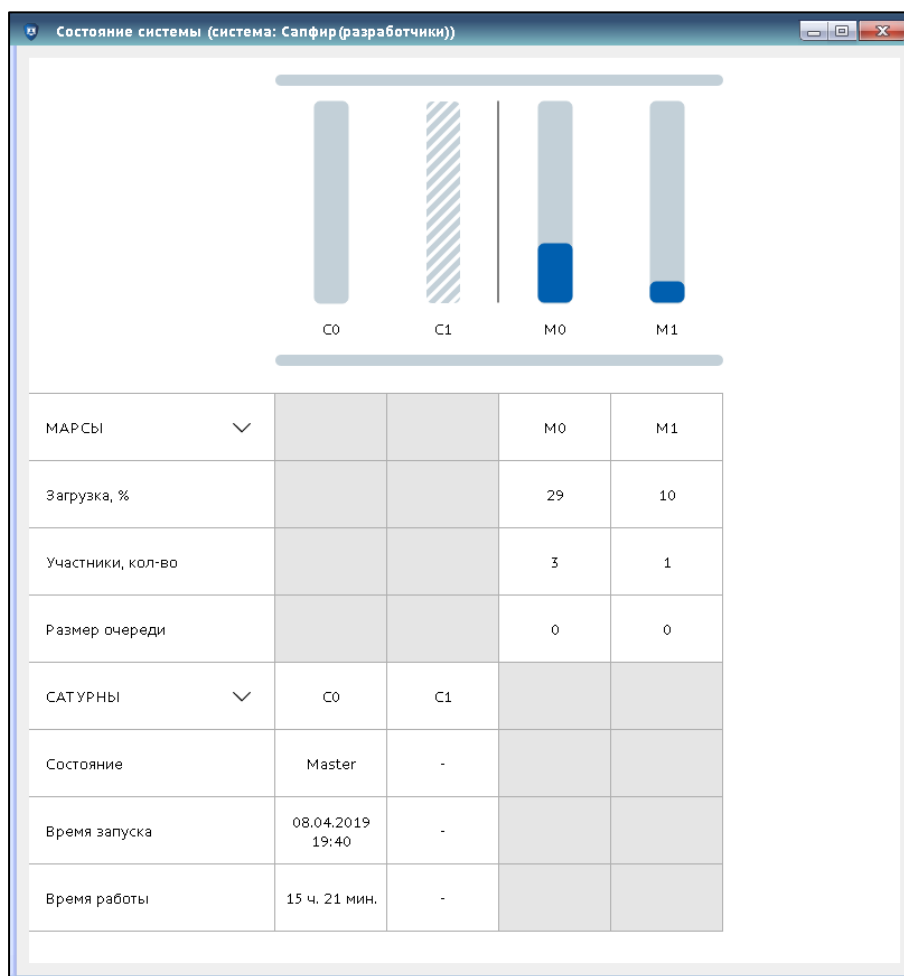 Состояние системы (система: Сапфир(разработчики))
C0 C1 M0 M1
МАРСЫ M0 M1
Загрузка, % 29 10
Участники, кол-во 3 1
Размер очереди 0 0
САТУРНЫ C0 C1
Состояние Master -
Время запуска 08.04.2019 -
19:40
Время работы 15 ч. 21 мин. -